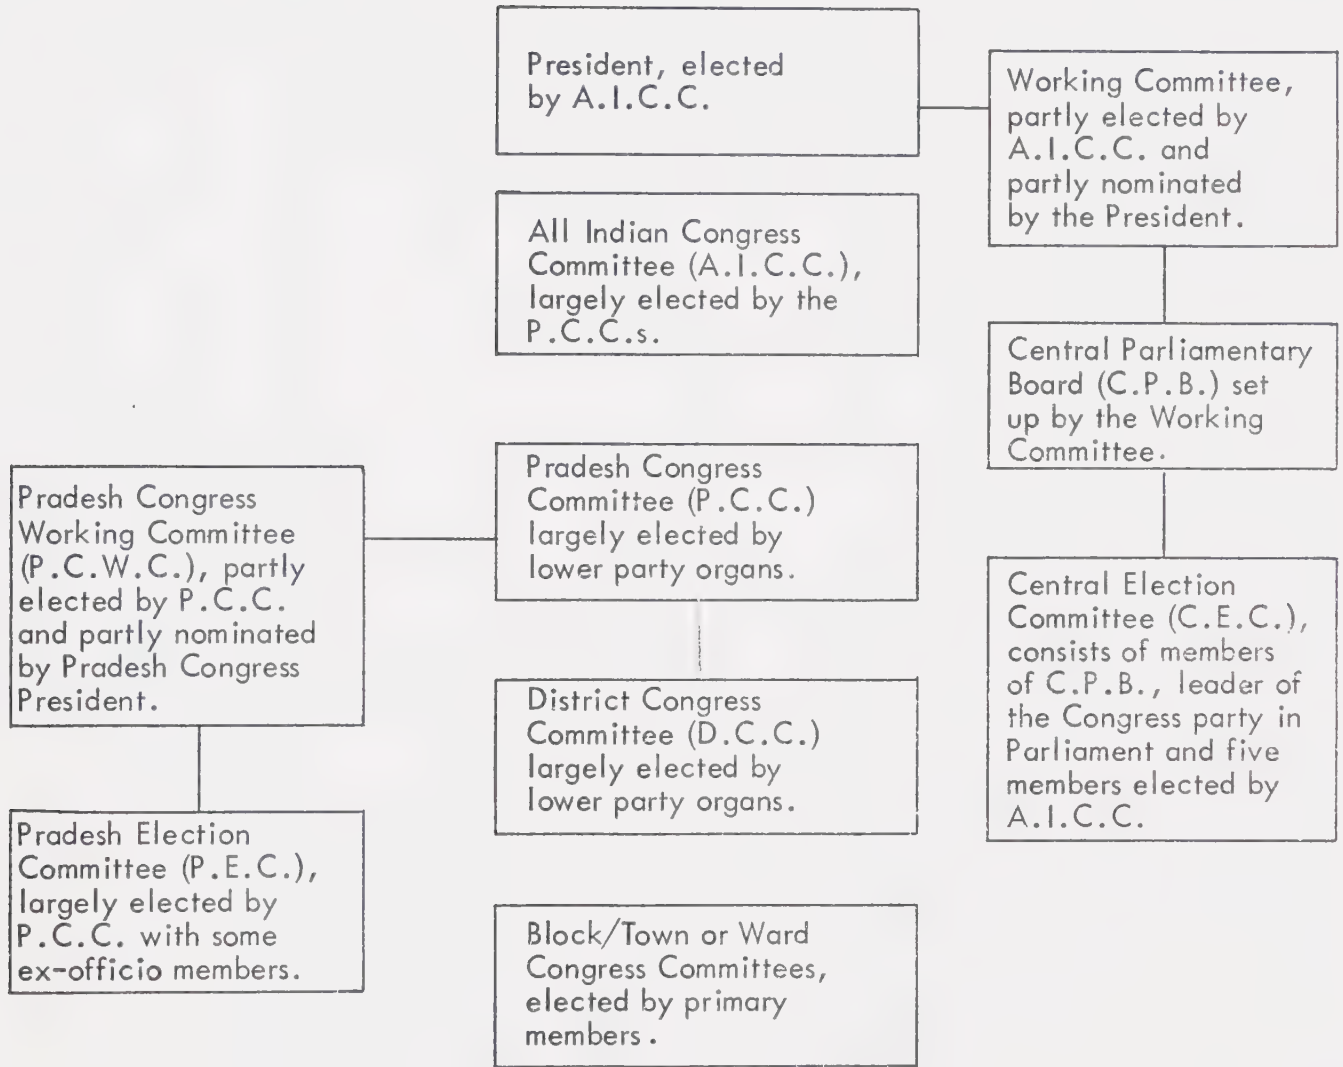 President, elected
by A.I.C.C.
Working Committee,
partly elected by
A.I.C.C. and
partly nominated
by the President.
All Indian Congress
Committee (A.I.C.C.),
largely elected by the
P.C.C.s.
Central Parliamentary
Board (C.P.B.) set
up by the Working
Committee.
Pradesh Congress
Committee (P.C.C.)
largely elected by
lower party organs.
Pradesh Congress
Working Committee
(P.C.W.C.), partly
elected by P.C.C.
and partly nominated
by Pradesh Congress
President.
Central Election
Committee (C.E.C.),
consists of members
of C.P.B., leader of
the Congress party in
Parliament and five
members elected by
A.I.C.C.
District Congress
Committee (D.C.C.)
largely elected by
lower party organs.
Pradesh Election
Committee (P.E.C.),
largely elected by
P.C.C. with some
ex-officio members.
Block/Town or Ward
Congress Committees,
elected by primary
members.